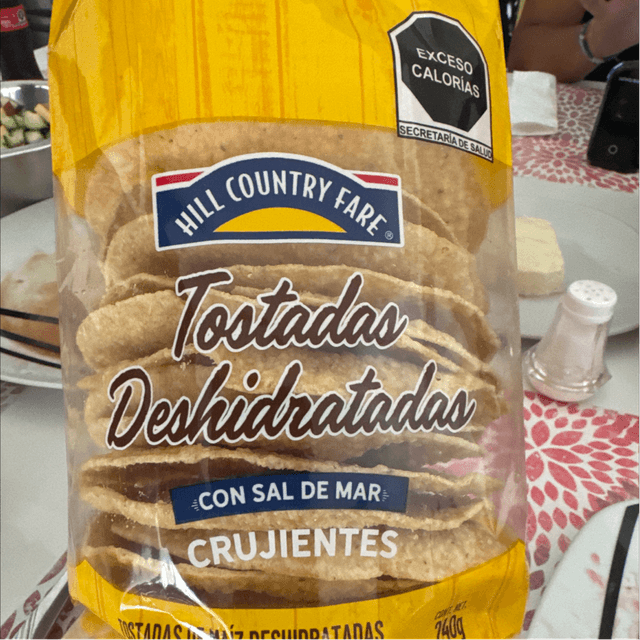 EXCESO
CALORÍAS
SECRETARÍA DE SALUD
HILL COUNTRY FARE®
Tostadas
Deshidratadas
CON SAL DE MAR
CRUJIENTES
TOSTADAS DE MAÍZ DESHIDRATADAS
CONT. NET.
240g